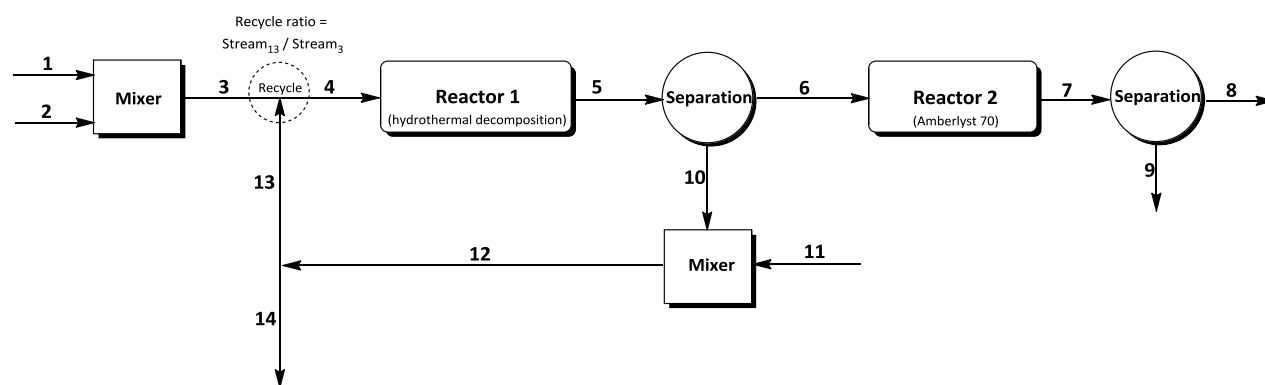 Recycle ratio =
Stream₁₃ / Stream₃
1
2
Mixer
3
Recycle
4
Reactor 1
(hydrothermal decomposition)
5
Separation
6
Reactor 2
(Amberlyst 70)
7
Separation
8
9
10
13
12
Mixer
11
14